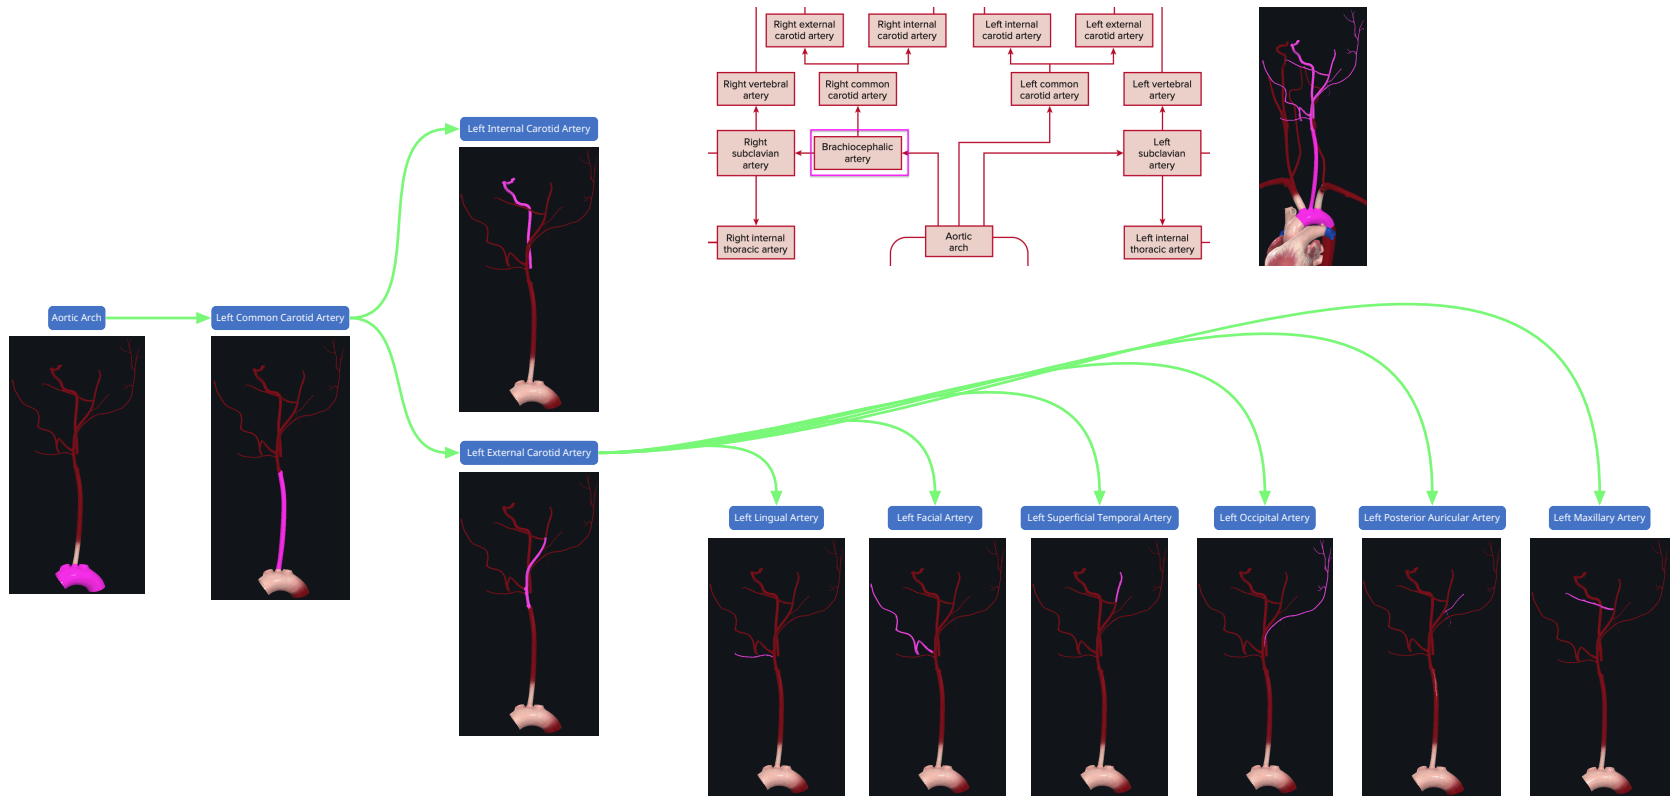 Right external
carotid artery
Right internal
carotid artery
Left internal
carotid artery
Left external
carotid artery
Right vertebral
artery
Right common
carotid artery
Left common
carotid artery
Left vertebral
artery
Right
subclavian
artery
Brachiocephalic
artery
Left
subclavian
artery
Right internal
thoracic artery
Aortic
arch
Left internal
thoracic artery
Left Internal Carotid Artery
Aortic Arch
Left Common Carotid Artery
Left External Carotid Artery
Left Lingual Artery
Left Facial Artery
Left Superficial Temporal Artery
Left Occipital Artery
Left Posterior Auricular Artery
Left Maxillary Artery